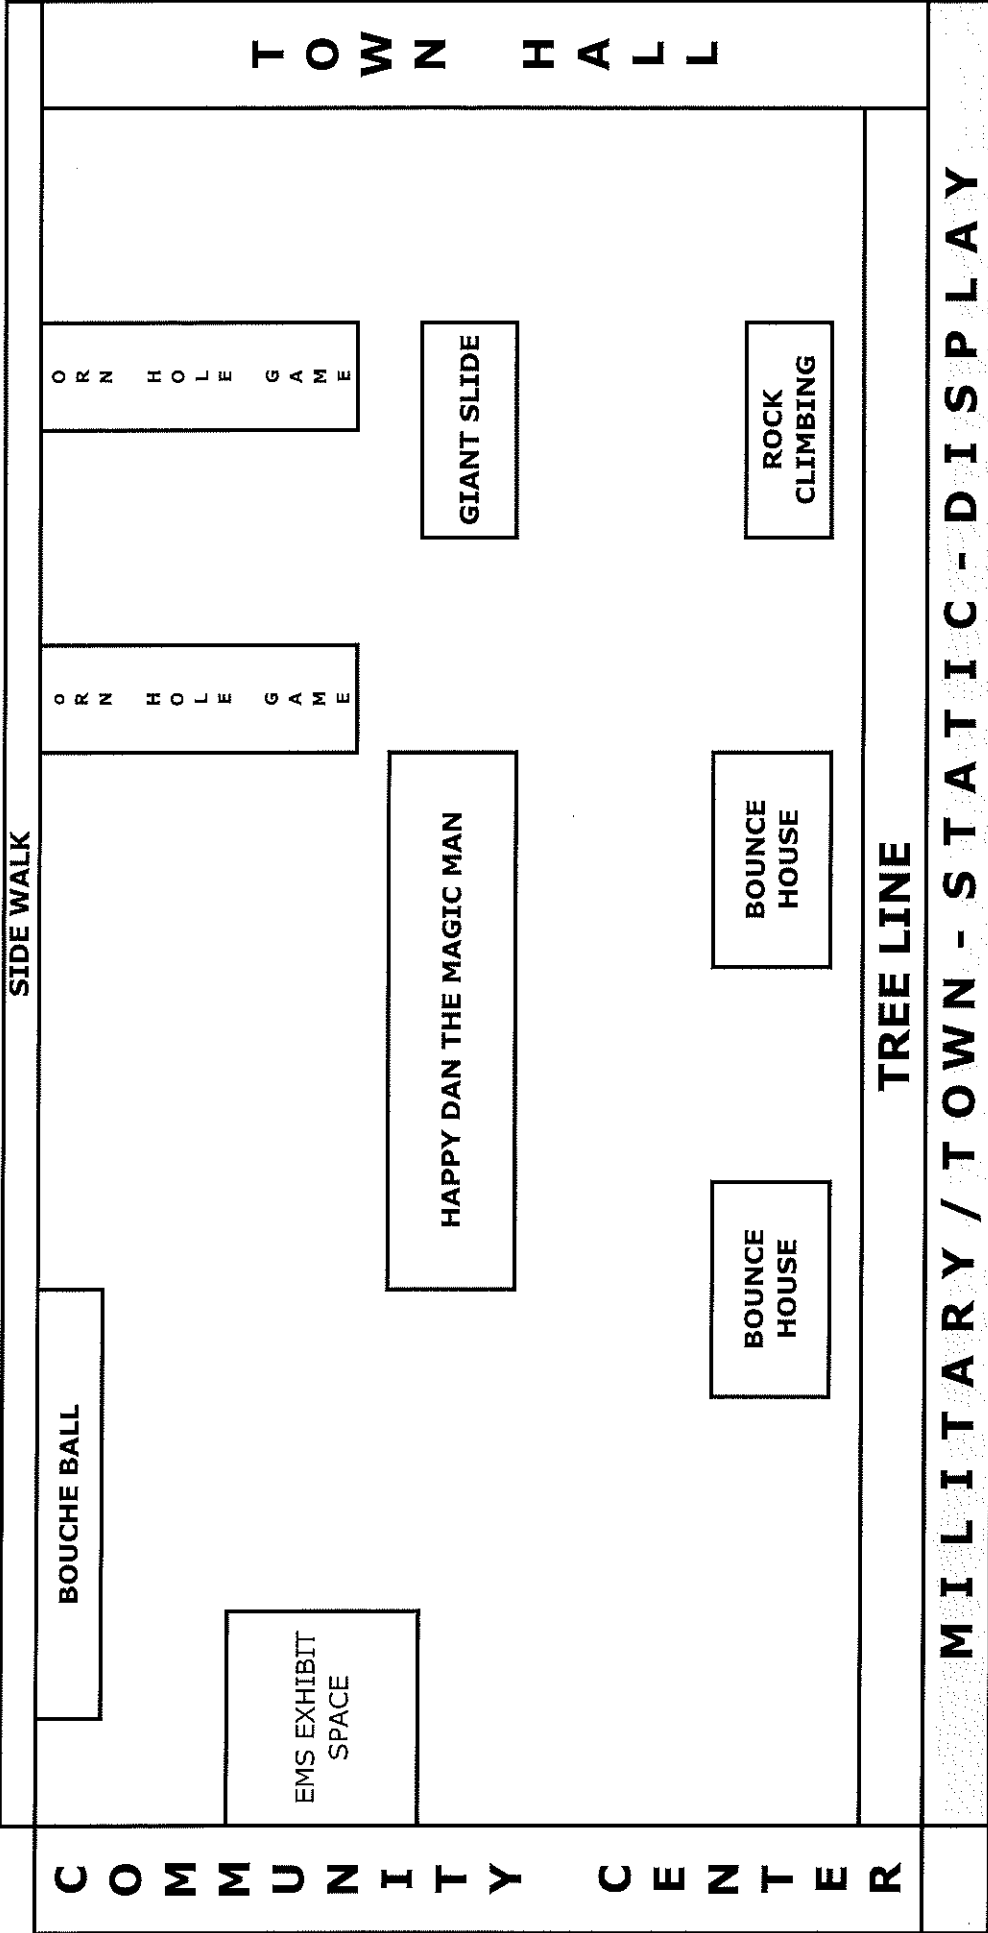 SIDE WALK
COMMUNITY CENTER
BOUCHE BALL
ORN HOLE GAME
ORN HOLE GAME
TOWN HALL
EMS EXHIBIT
SPACE
HAPPY DAN THE MAGIC MAN
GIANT SLIDE
BOUNCE
HOUSE
BOUNCE
HOUSE
ROCK
CLIMBING
TREE LINE
MILITARY/TOWN-STATIC-DISPLAY